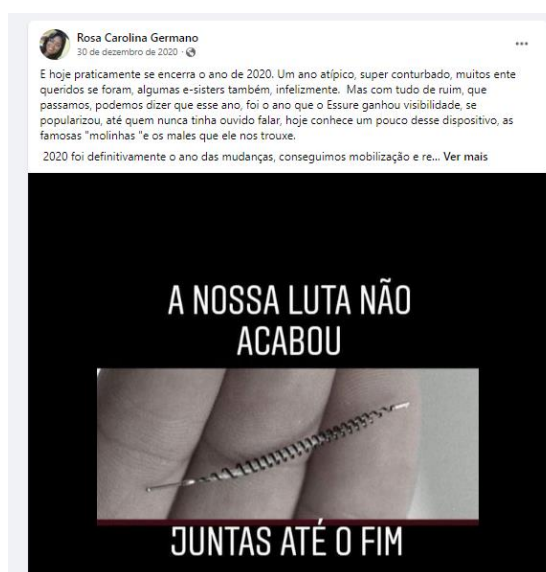 Rosa Carolina Germano
30 de dezembro de 2020 ·
E hoje praticamente se encerra o ano de 2020. Um ano atípico, super conturbado, muitos ente
queridos se foram, algumas e-sisters também, infelizmente. Mas com tudo de ruim, que
passamos, podemos dizer que esse ano, foi o ano que o Essure ganhou visibilidade, se
popularizou, até quem nunca tinha ouvido falar, hoje conhece um pouco desse dispositivo, as
famosas "molinhas "e os males que ele nos trouxe.
2020 foi definitivamente o ano das mudanças, conseguimos mobilização e re... Ver mais
A NOSSA LUTA NÃO
ACABOU
JUNTAS ATÉ O FIM